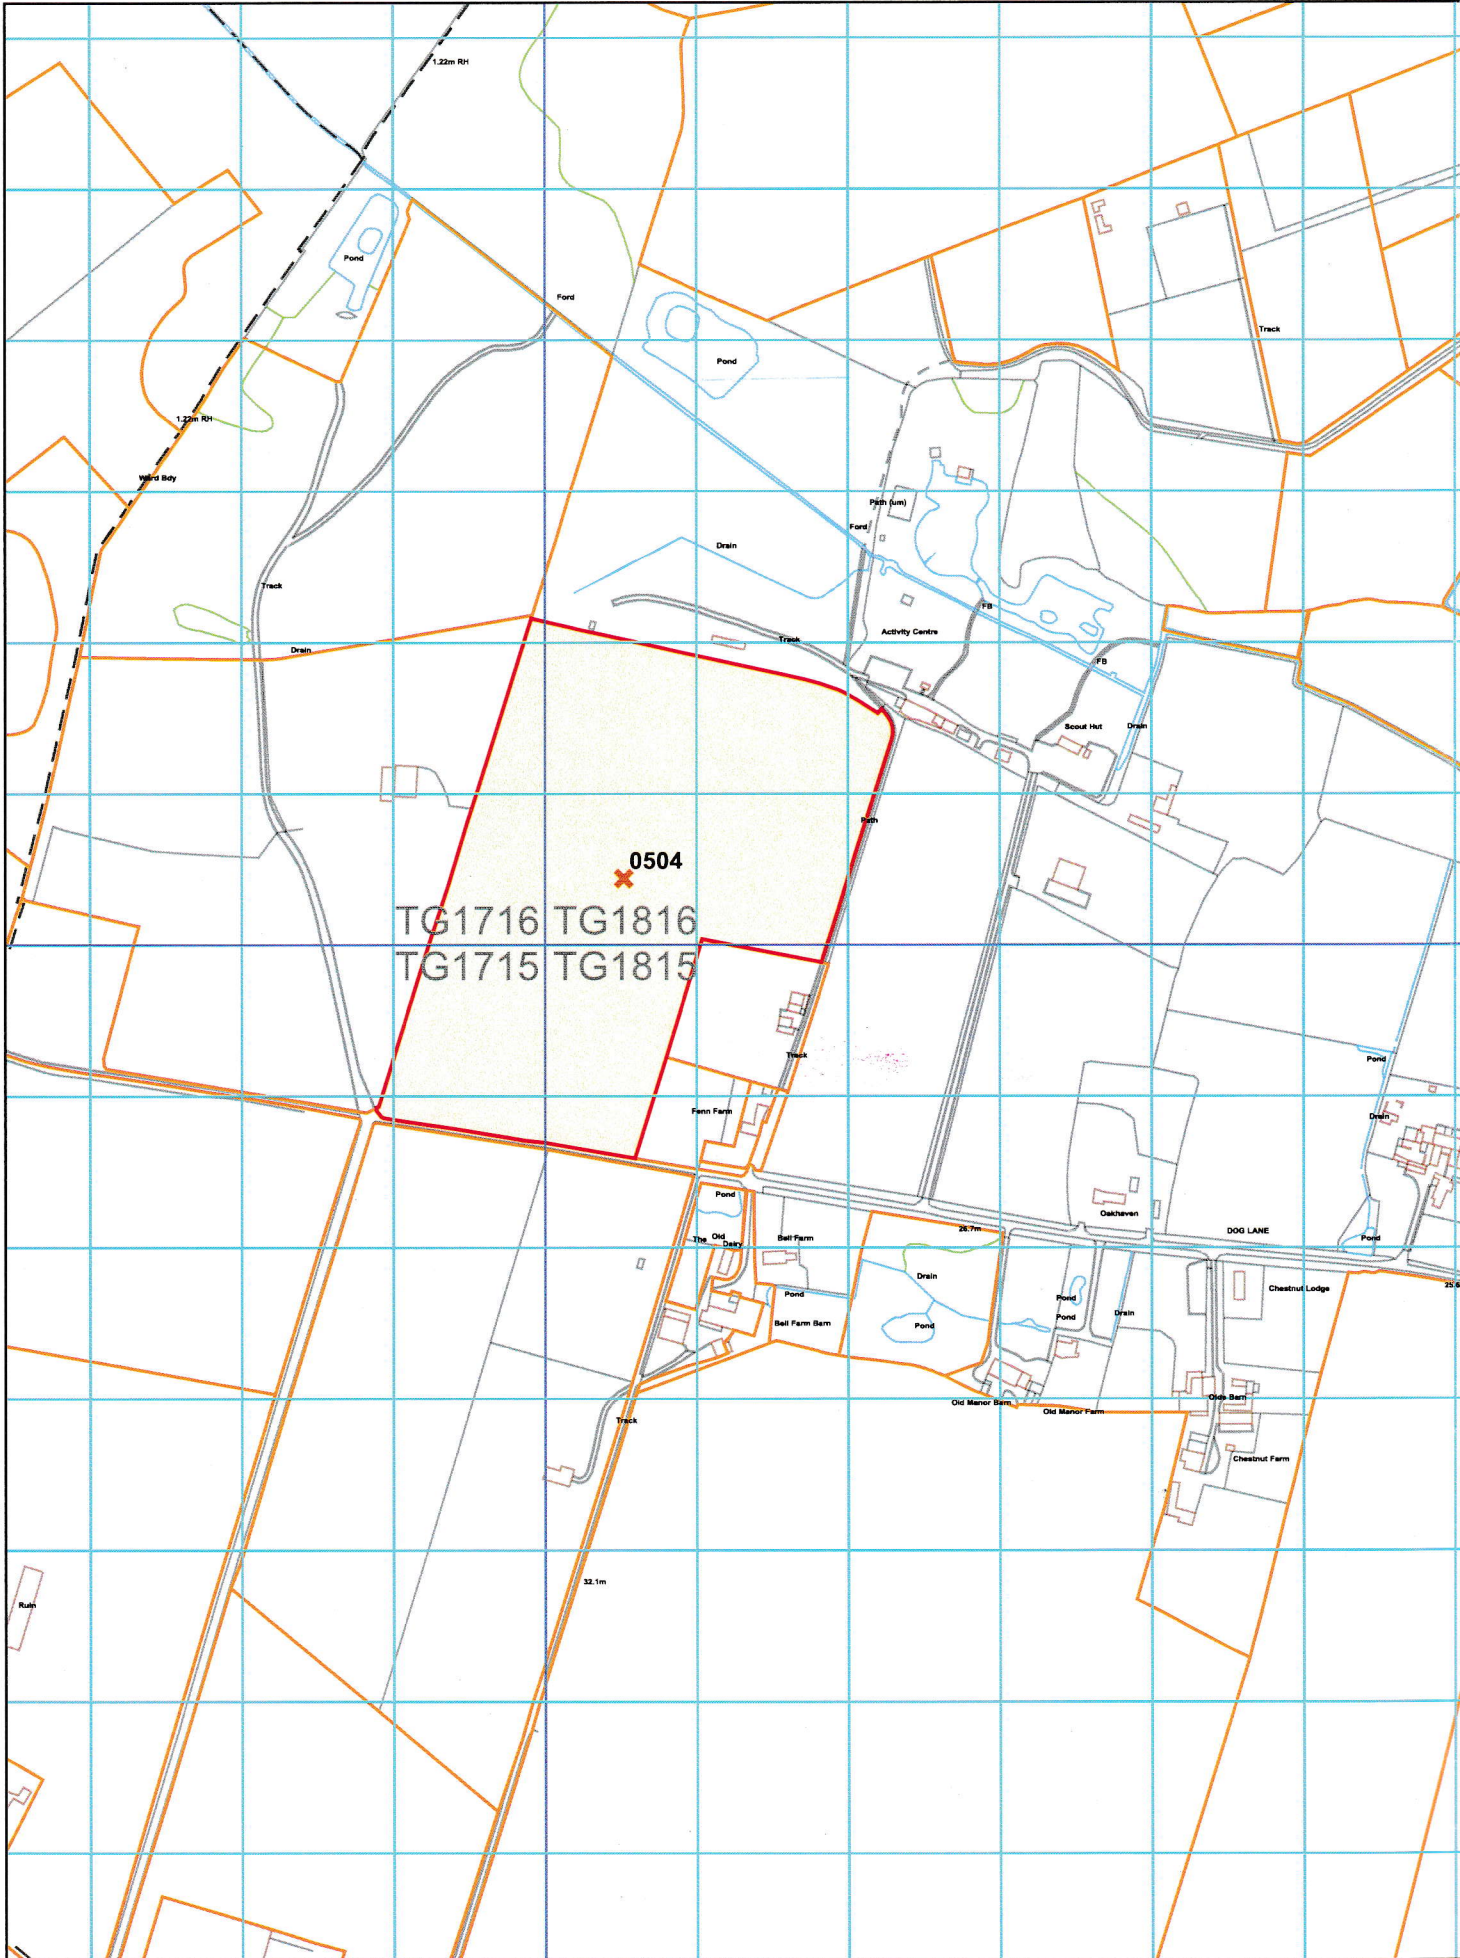 1.22m RH
Pond
Ford
Pond
Track
1.22m RH
Ward Bdy
Path (um)
Ford
Drain
Track
FB
Activity Centre
Track
Drain
FB
Scout Hut
Drain
Path
0504
TG1716 TG1816
TG1715 TG1815
Track
Pond
Fenn Farm
Drain
Pond
Oakhaven
26.7m
DOG LANE
The Old Dairy
Bell Farm
Pond
Drain
Chestnut Lodge
Pond
Pond
Pond
Drain
Bell Farm Barn
Pond
Olde Barn
Old Manor Barn
Old Manor Farm
Track
Chestnut Farm
32.1m
Ruin